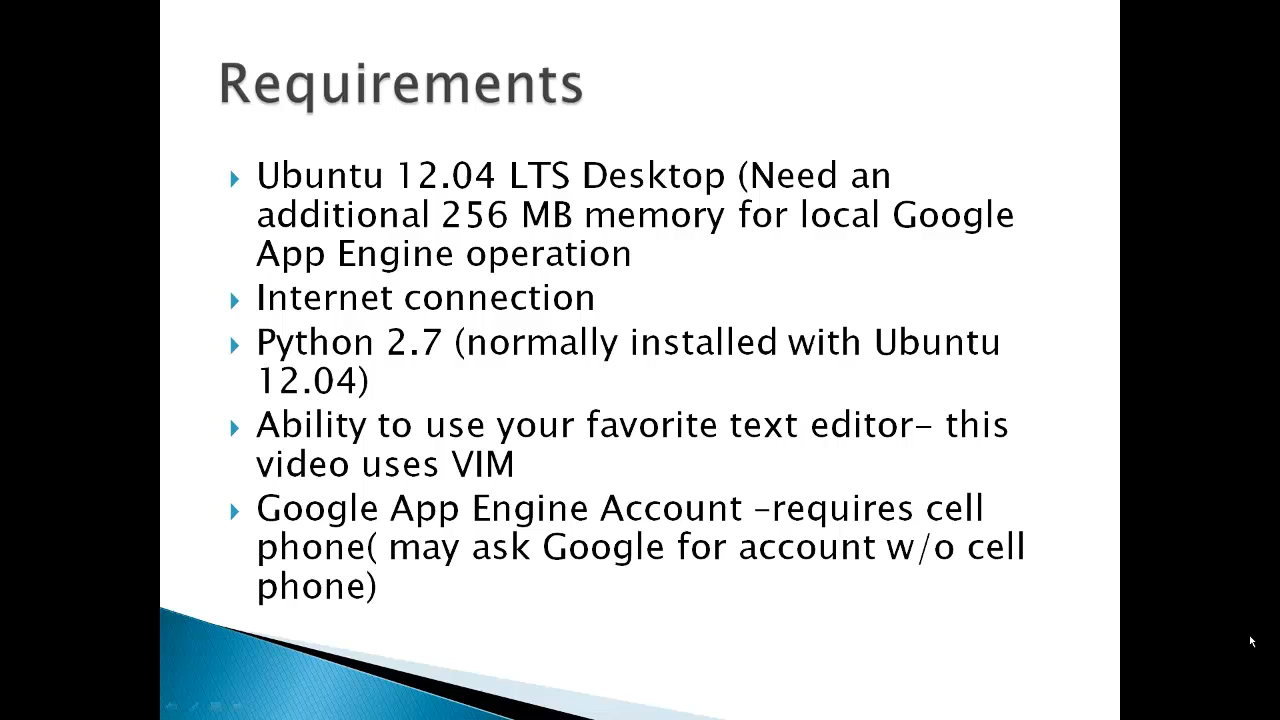 Requirements
Ubuntu 12.04 LTS Desktop (Need an
additional 256 MB memory for local Google
App Engine operation
Internet connection
Python 2.7 (normally installed with Ubuntu
12.04)
Ability to use your favorite text editor- this
video uses VIM
Google App Engine Account -requires cell
phone( may ask Google for account w/o cell
phone)